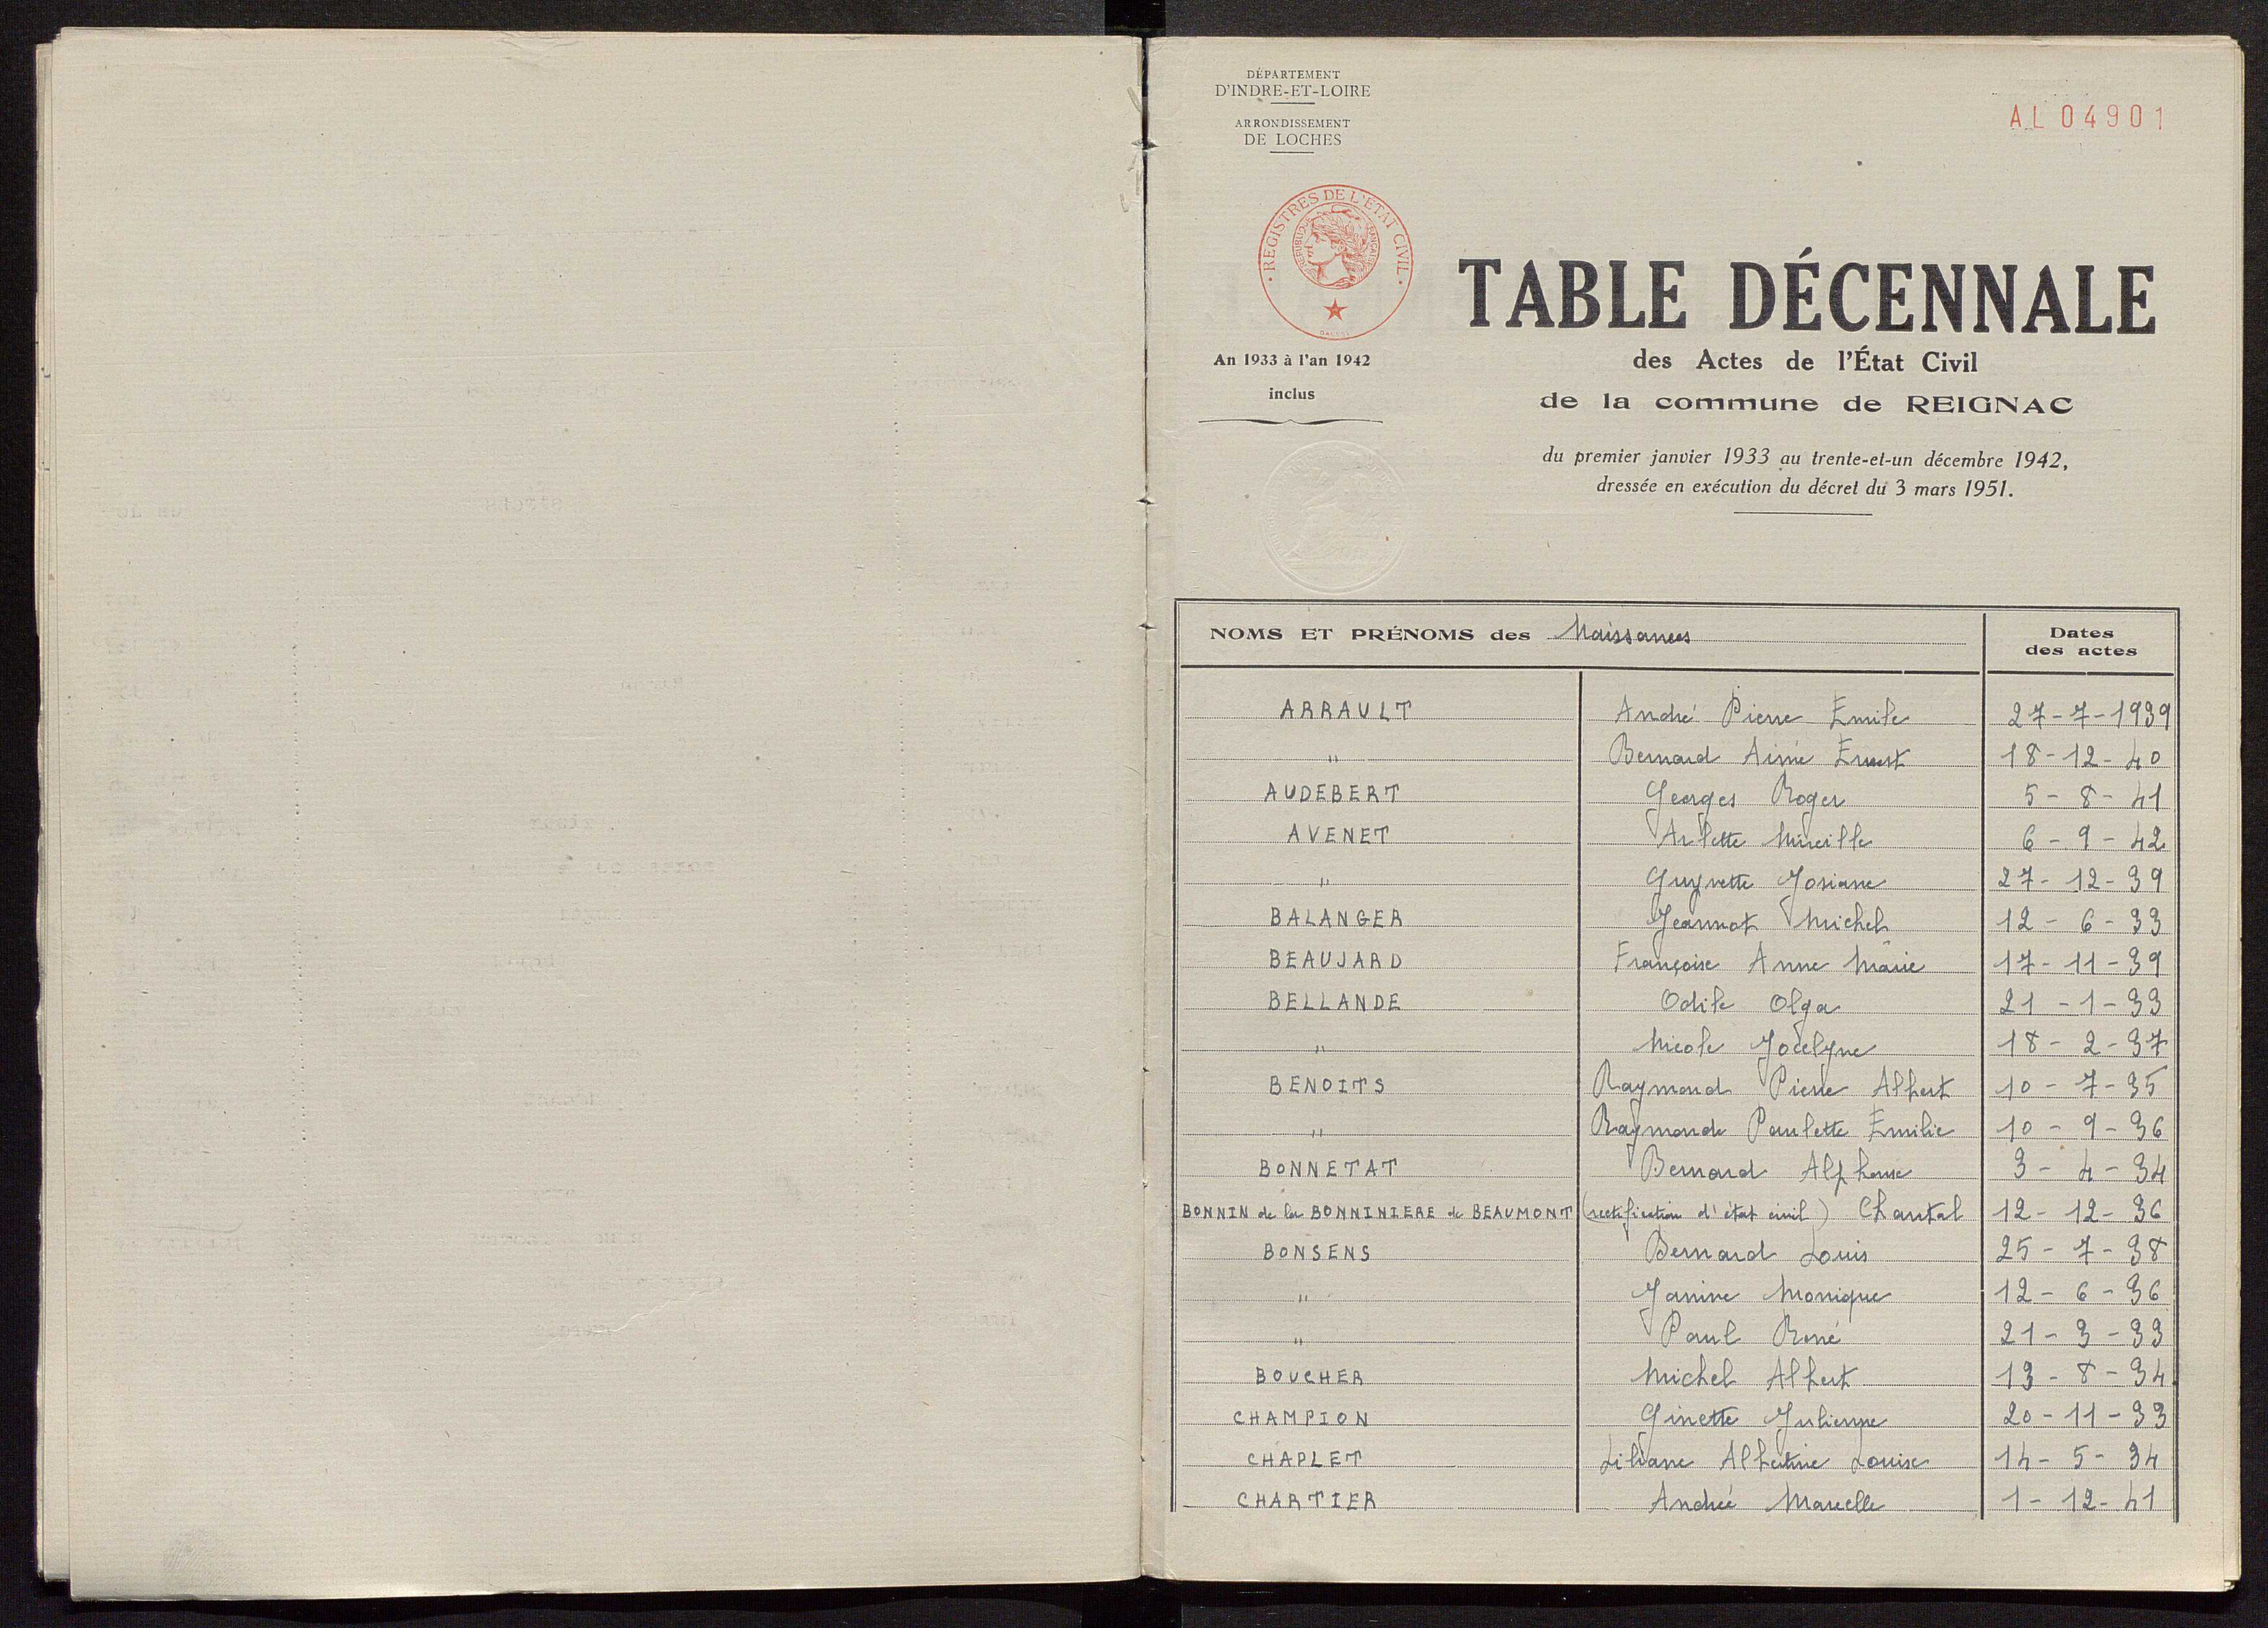 DÉPARTEMENT
D'INDRE-ET-LOIRE
ARRONDISSEMENT
DE LOCHES
AL 04901
REGISTRES DE L'ÉTAT CIVIL
RÉPUBLIQUE FRANÇAISE
TABLE DÉCENNALE
An 1933 à l'an 1942
inclus
des Actes de l'État Civil
de la commune de REIGNAC
du premier janvier 1933 au trente-et-un décembre 1942,
dressée en exécution du décret du 3 mars 1951.
NOMS ET PRÉNOMS des Naissances
Dates
des actes
ARRAULT André Pierre Emile 27-7-1939
" Bernard Aimé Ernest 18-12-40
AUDEBERT Georges Roger 5-8-41
AVENET Arlette Mireille 6-9-42
" Guynette Josiane 27-12-39
BALANGER Jeannot Michel 12-6-33
BEAUJARD Françoise Anne Marie 17-11-39
BELLANDE Odile Olga 21-1-33
" Nicole Jocelyne 18-2-37
BENOITS Raymond Pierre Albert 10-7-35
" Raymonde Paulette Emilie 10-9-36
BONNETAT Bernard Alphonse 3-4-34
BONNIN de la BONNINIERE de BEAUMONT (rectification d'état civil) Chantal 12-12-36
BONSENS Bernard Louis 25-7-38
" Janine Monique 12-6-36
" Paul René 21-3-33
BOUCHER Michel Albert 13-8-34
CHAMPION Ginette Julienne 20-11-33
CHAPLET Liliane Albertine Louise 14-5-34
CHARTIER Andrée Marcelle 1-12-41